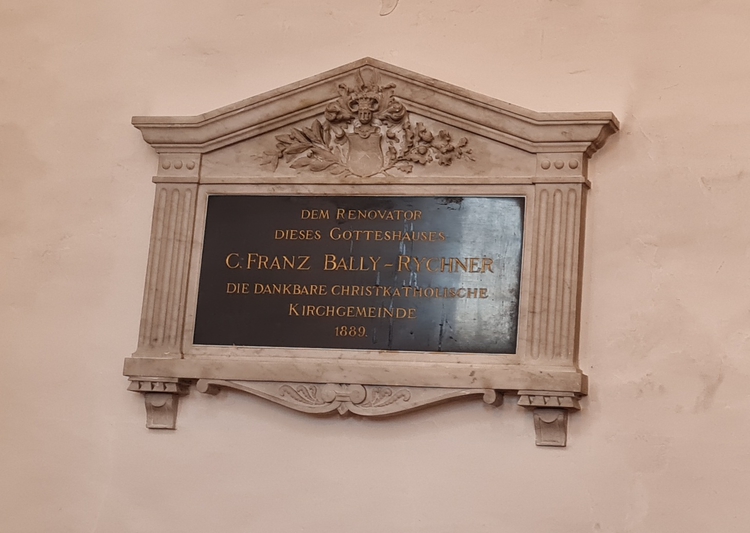 DEM RENOVATOR
DIESES GOTTESHAUSES
C. FRANZ BALLY-RYCHNER
DIE DANKBARE CHRISTKATHOLISCHE
KIRCHGEMEINDE
1889.